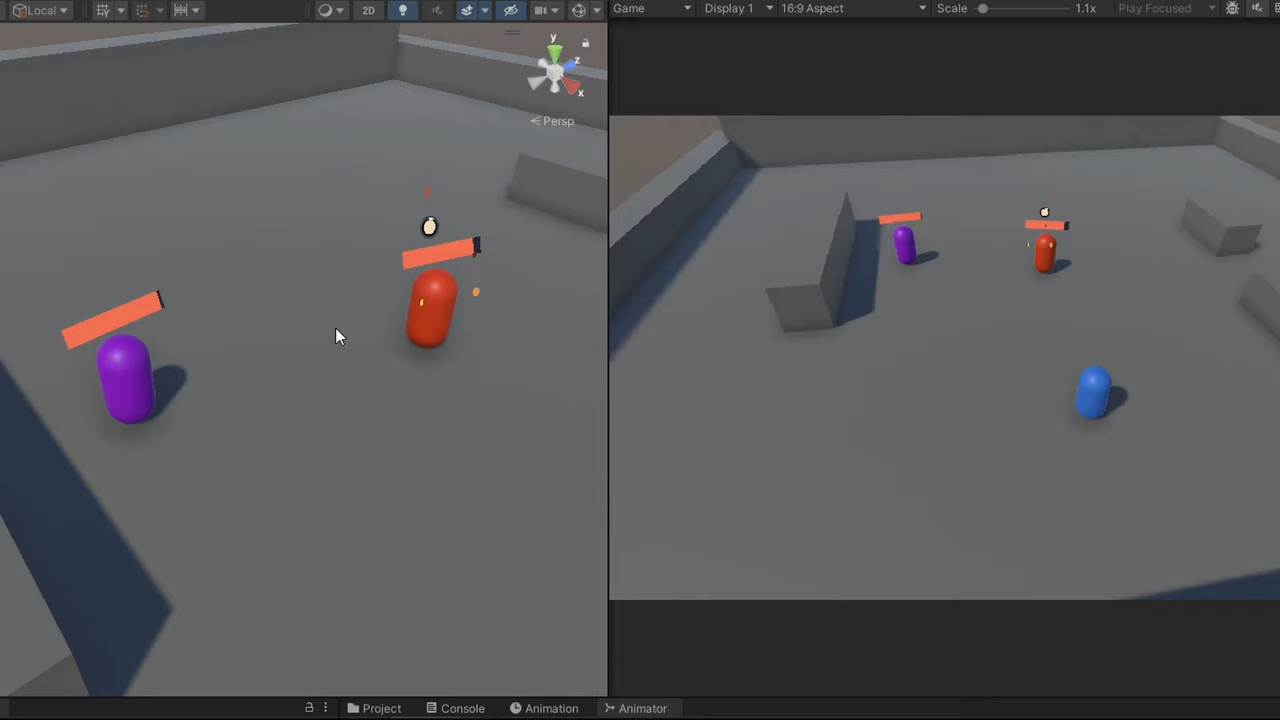 Local
2D
y
z
x
Persp
Game
Display 1
16:9 Aspect
Scale
1.1x
Play Focused
Project
Console
Animation
Animator